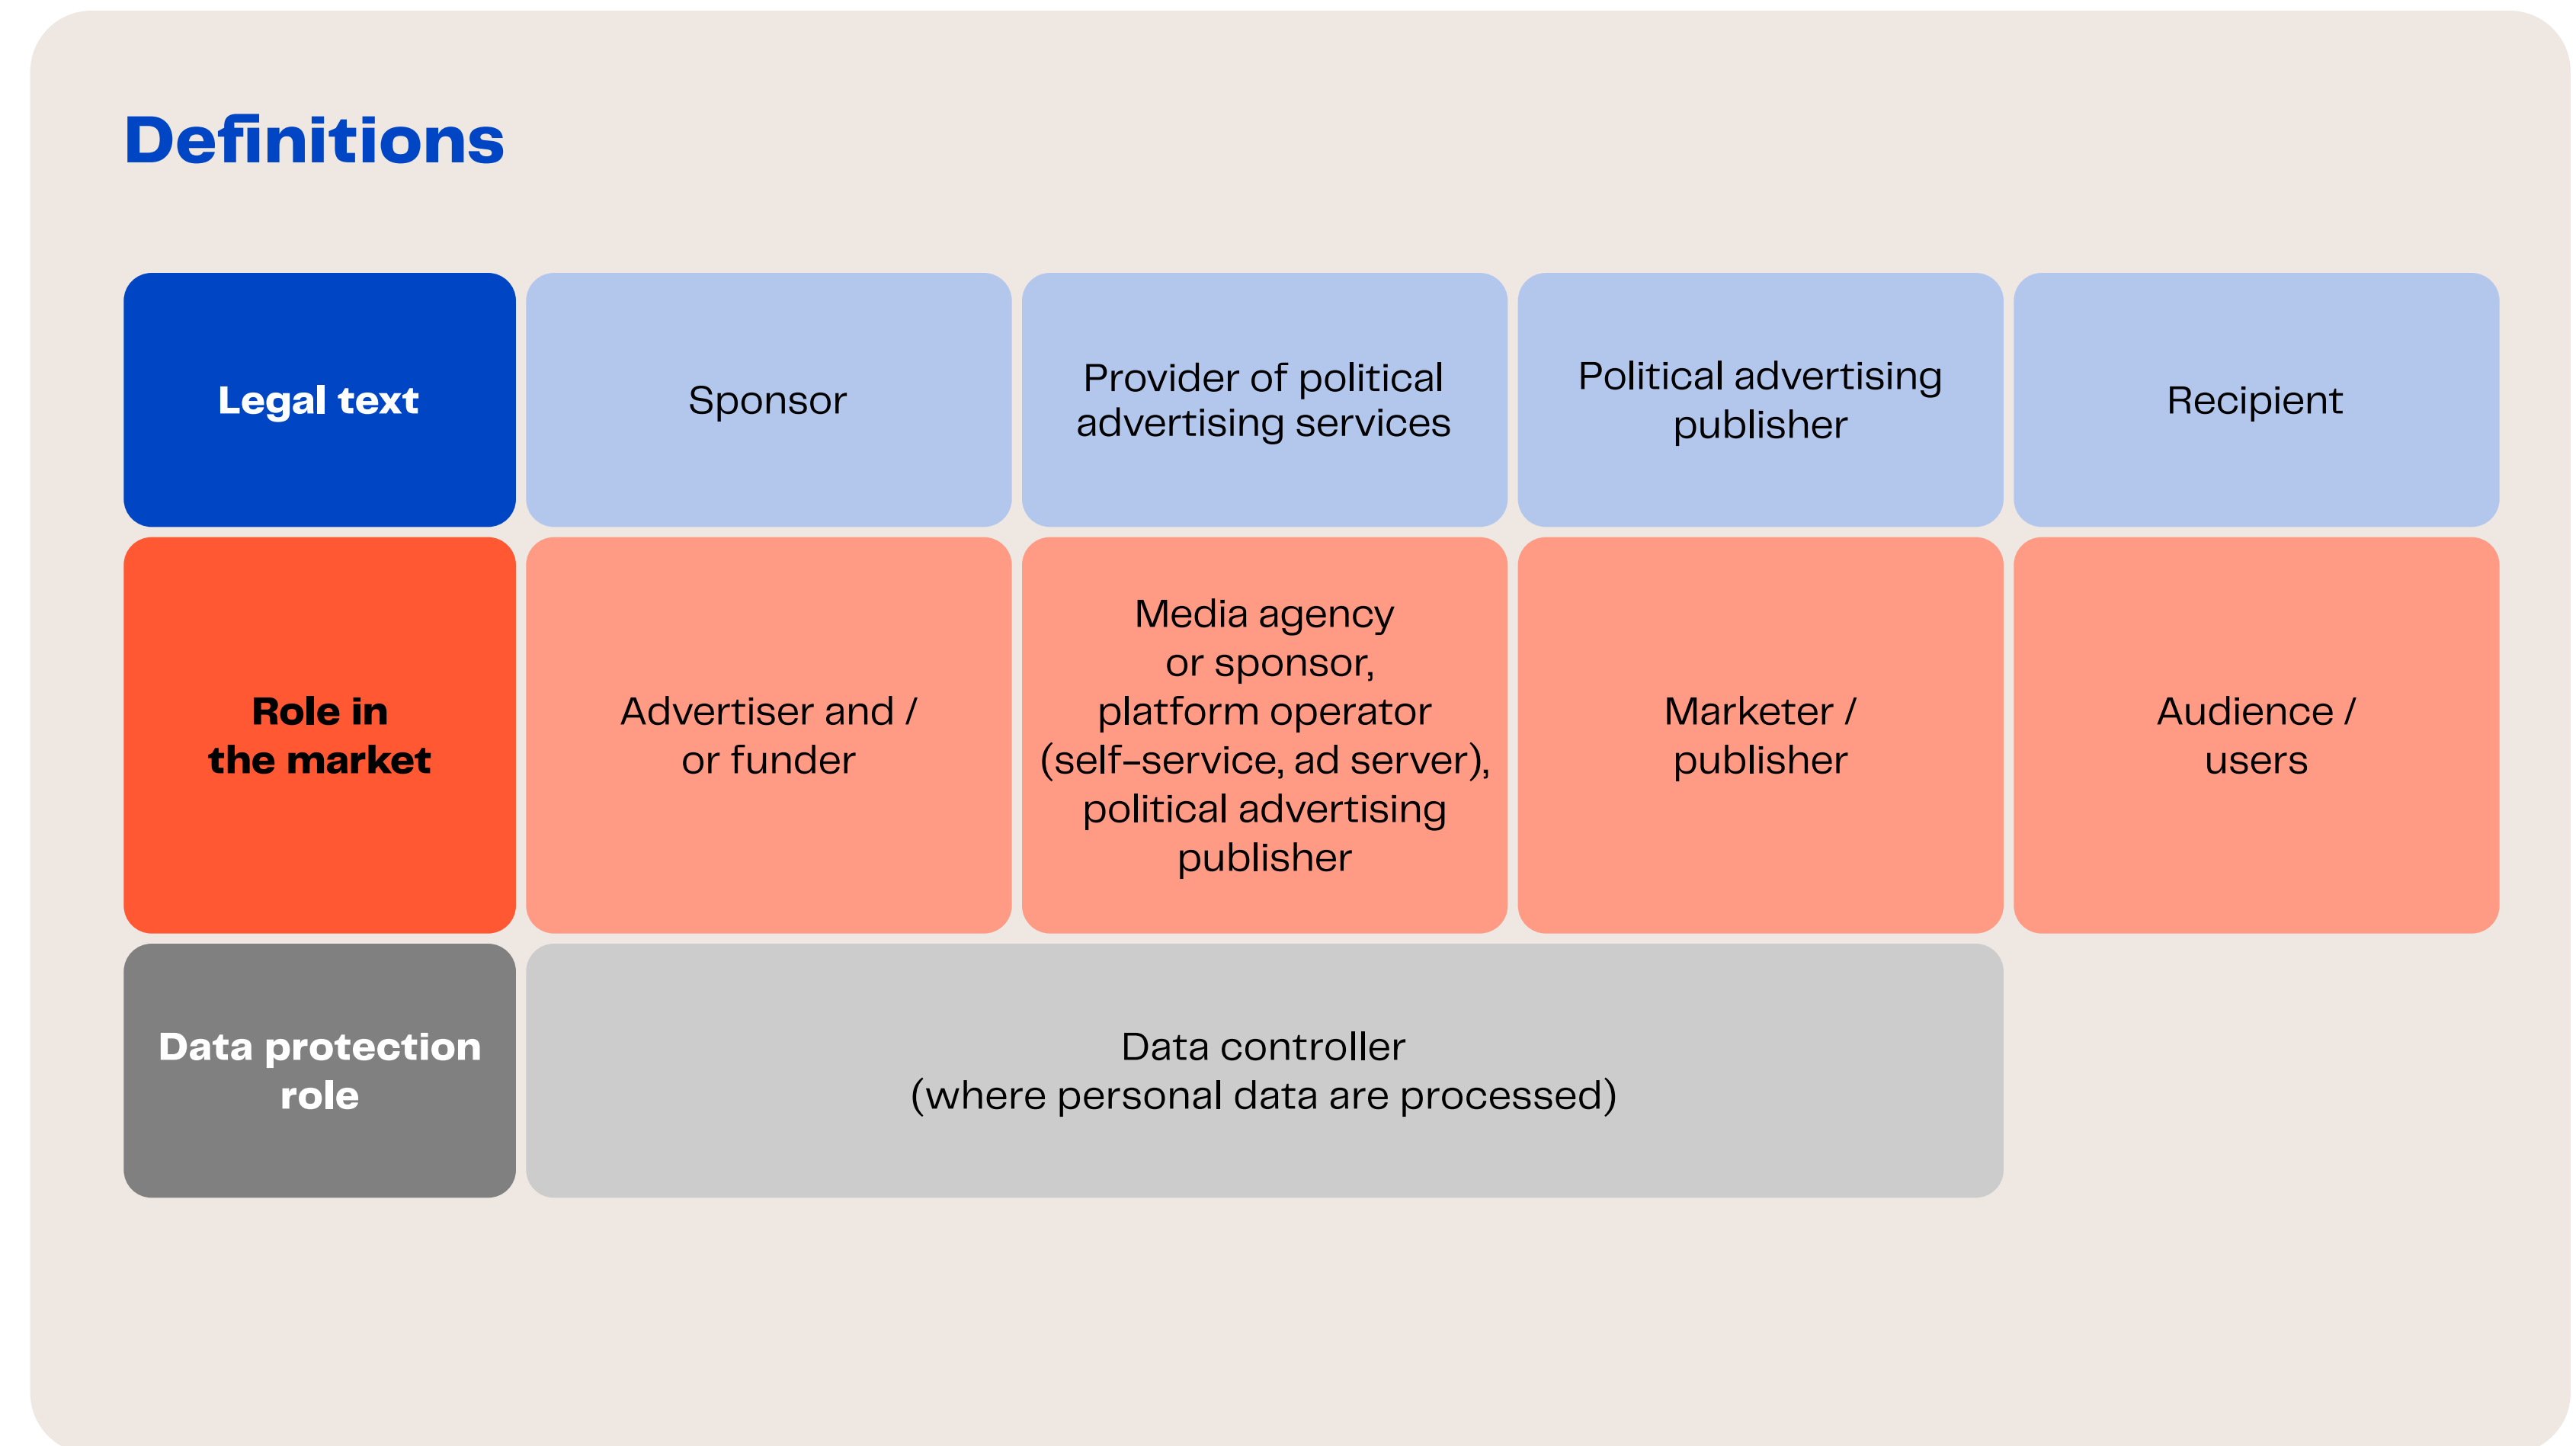 Definitions
Legal text
Sponsor
Provider of political
advertising services
Political advertising
publisher
Recipient
Role in
the market
Advertiser and /
or funder
Media agency
or sponsor,
platform operator
(self-service, ad server),
political advertising
publisher
Marketer /
publisher
Audience /
users
Data protection
role
Data controller
(where personal data are processed)